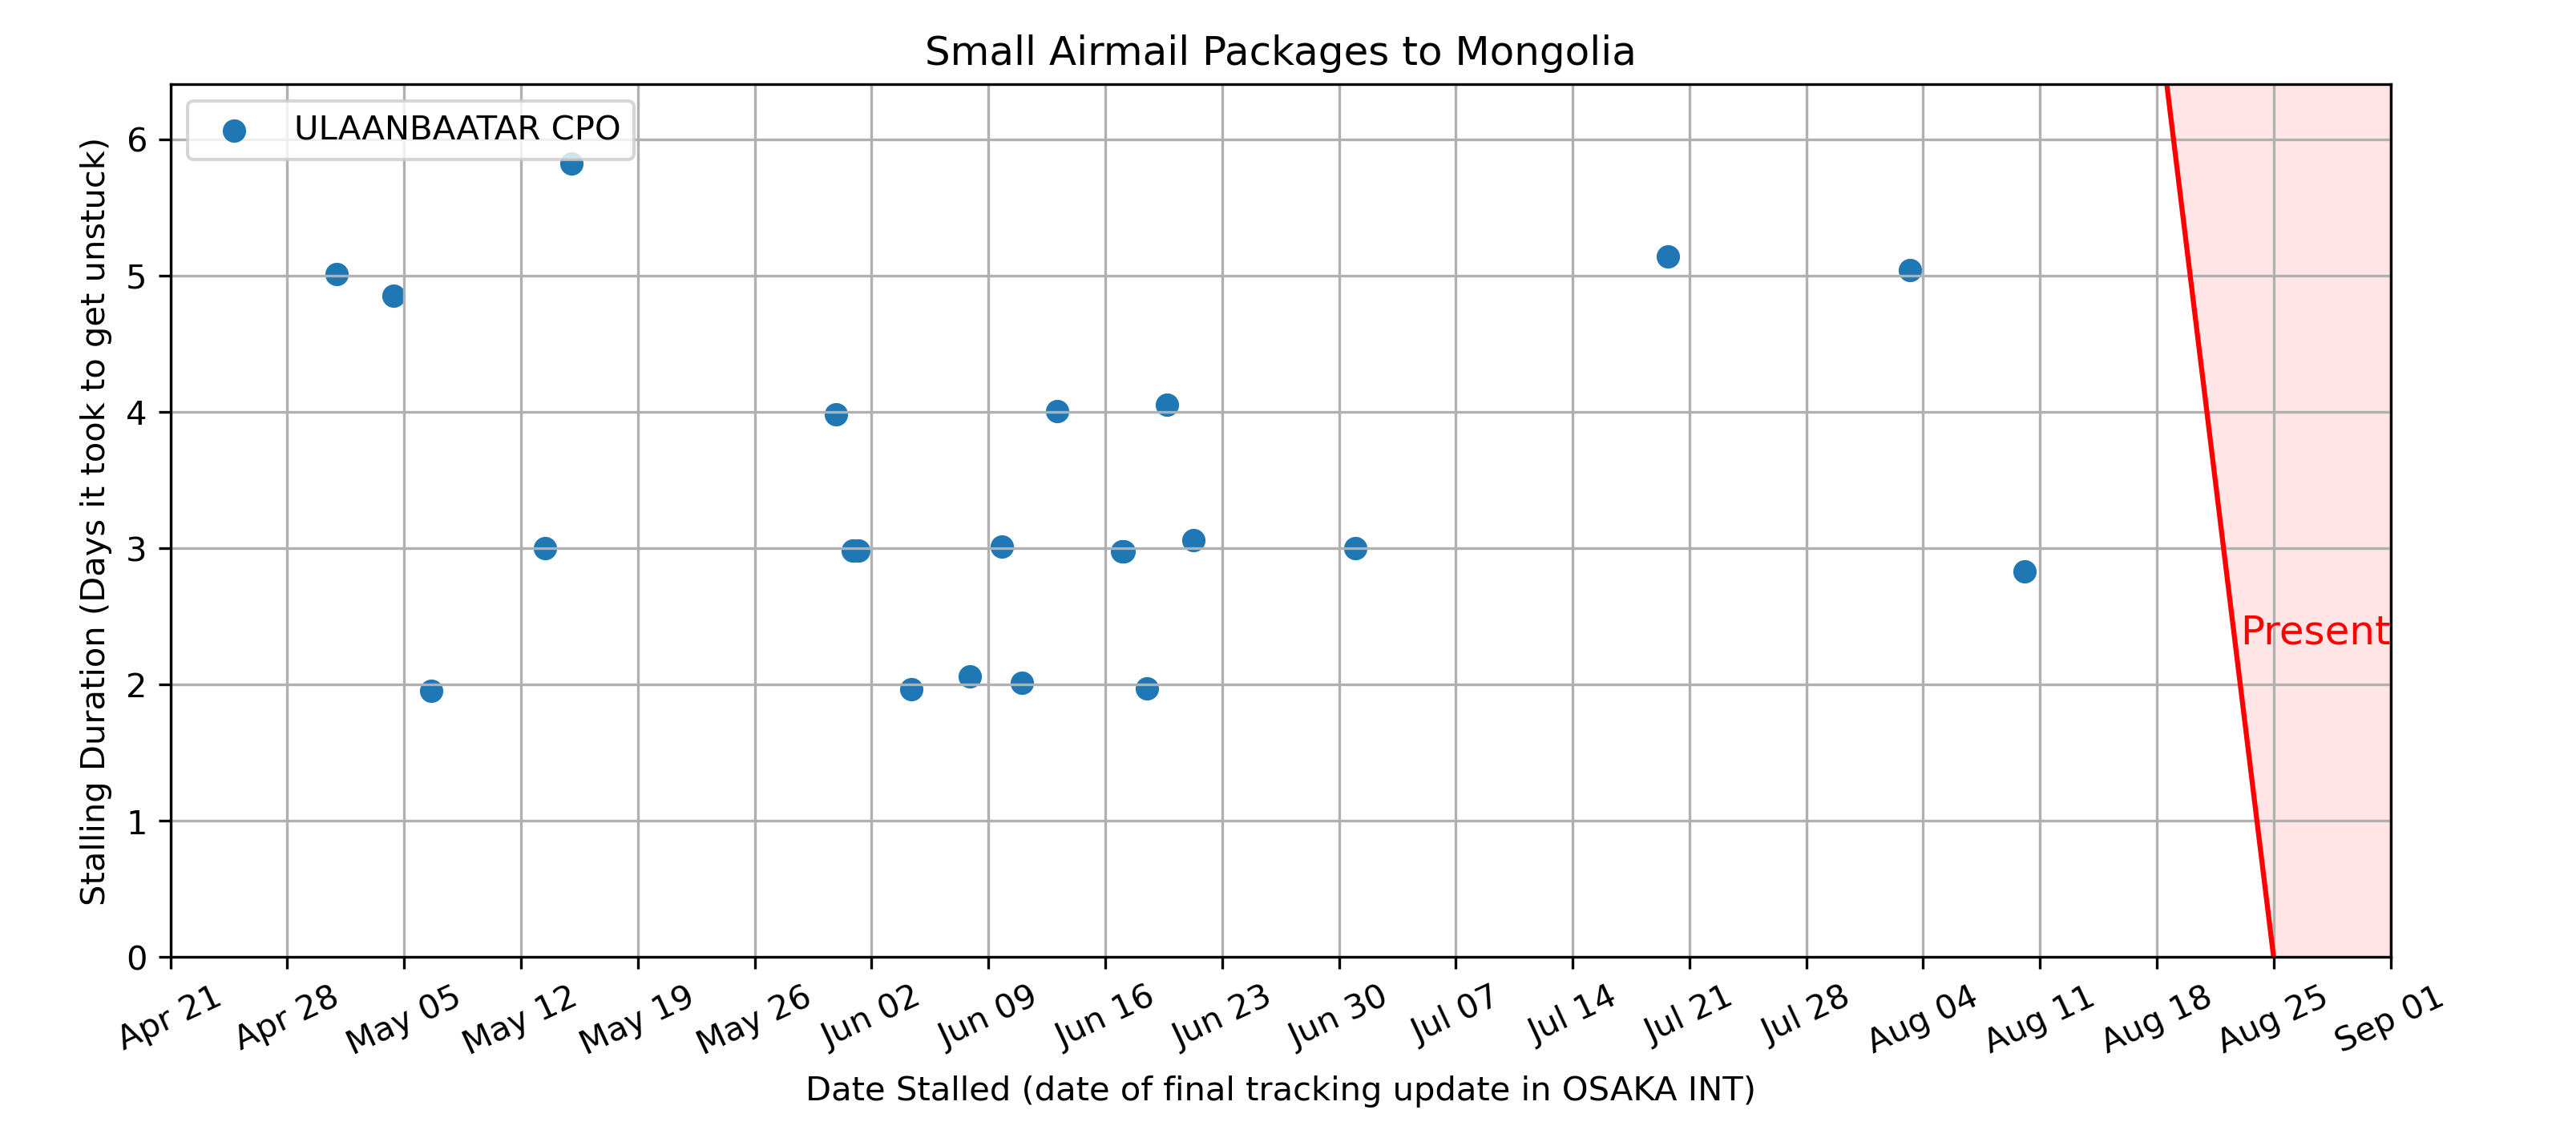 Small Airmail Packages to Mongolia
ULAANBAATAR CPO
Stalling Duration (Days it took to get unstuck)
6
5
4
3
2
1
0
Present
Apr 21
Apr 28
May 05
May 12
May 19
May 26
Jun 02
Jun 09
Jun 16
Jun 23
Jun 30
Jul 07
Jul 14
Jul 21
Jul 28
Aug 04
Aug 11
Aug 18
Aug 25
Sep 01
Date Stalled (date of final tracking update in OSAKA INT)